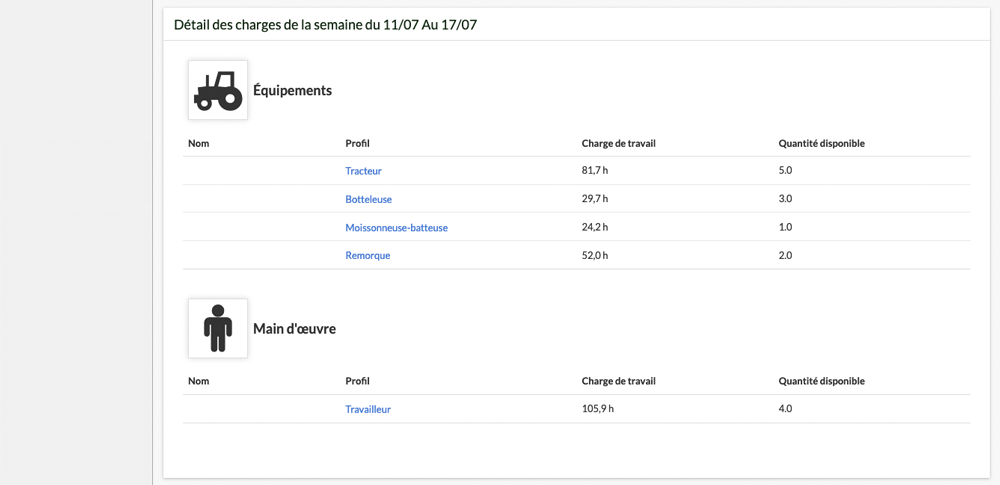 Détail des charges de la semaine du 11/07 Au 17/07
Équipements
Nom Profil Charge de travail Quantité disponible
Tracteur 81,7 h 5.0
Botteleuse 29,7 h 3.0
Moissonneuse-batteuse 24,2 h 1.0
Remorque 52,0 h 2.0
Main d'œuvre
Nom Profil Charge de travail Quantité disponible
Travailleur 105,9 h 4.0